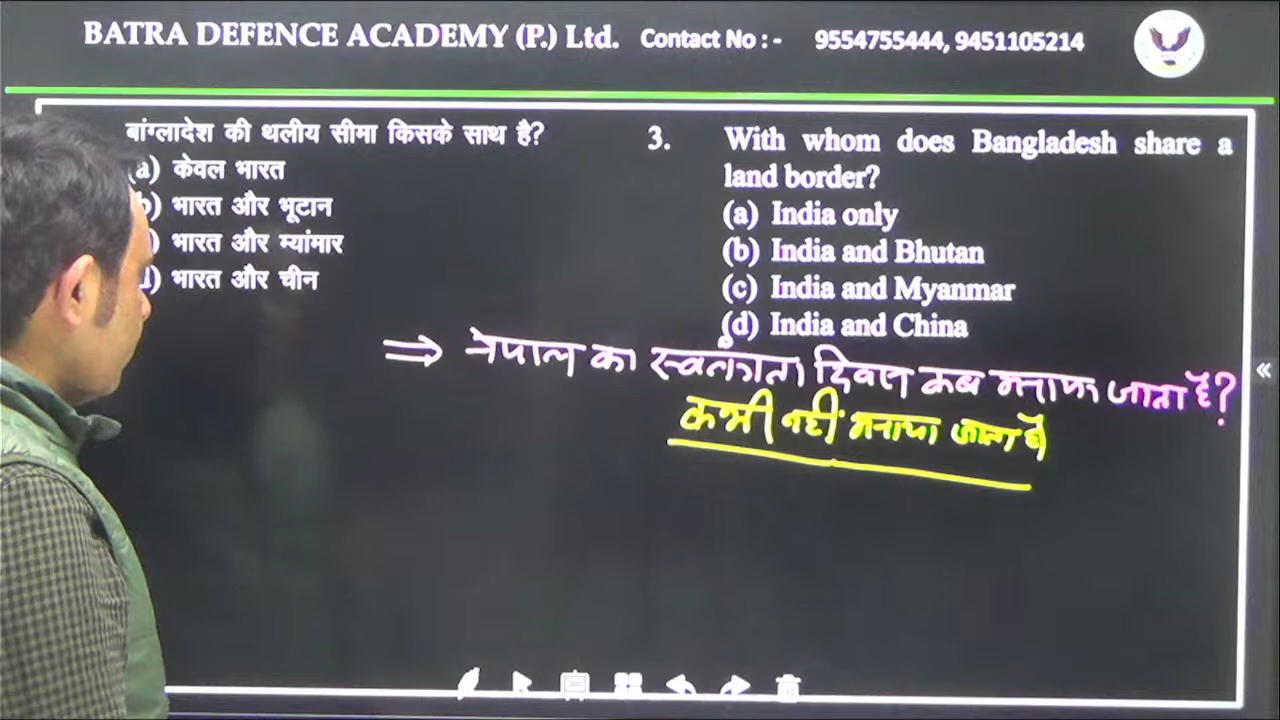 BATRA DEFENCE ACADEMY (P.) Ltd. Contact No :- 9554755444, 9451105214
बांग्लादेश की थलीय सीमा किसके साथ है?
a) केवल भारत
b) भारत और भूटान
) भारत और म्यांमार
d) भारत और चीन
3. With whom does Bangladesh share a
land border?
(a) India only
(b) India and Bhutan
(c) India and Myanmar
(d) India and China
⇒ नेपाल का स्वतंत्रता दिवस कब मनाया जाता है?
कभी नहीं मनाया जाता है
«